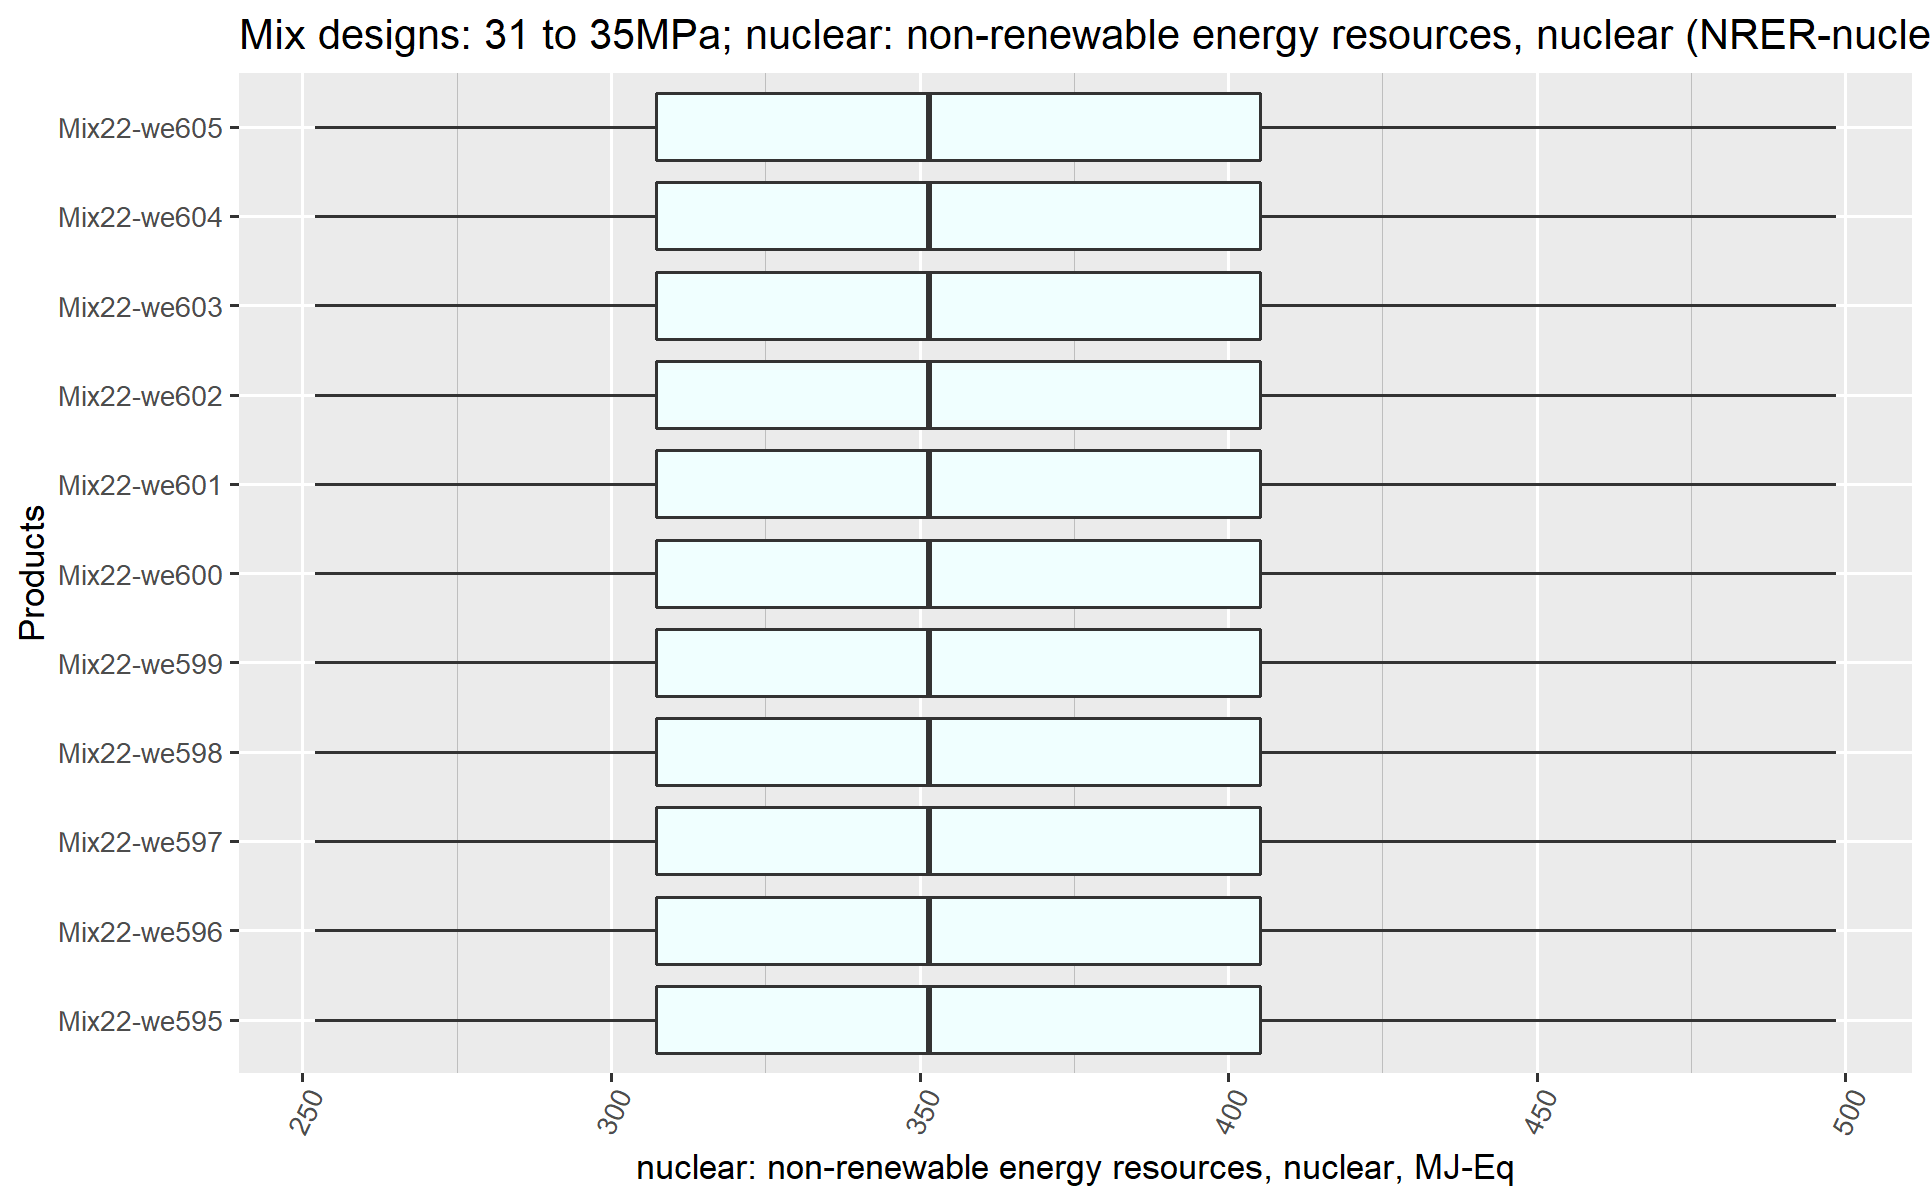 Mix designs: 31 to 35MPa; nuclear: non-renewable energy resources, nuclear (NRER-nucle
Mix22-we605
Mix22-we604
Mix22-we603
Mix22-we602
Mix22-we601
Mix22-we600
Mix22-we599
Mix22-we598
Mix22-we597
Mix22-we596
Mix22-we595
Products
250
300
350
400
450
500
nuclear: non-renewable energy resources, nuclear, MJ-Eq